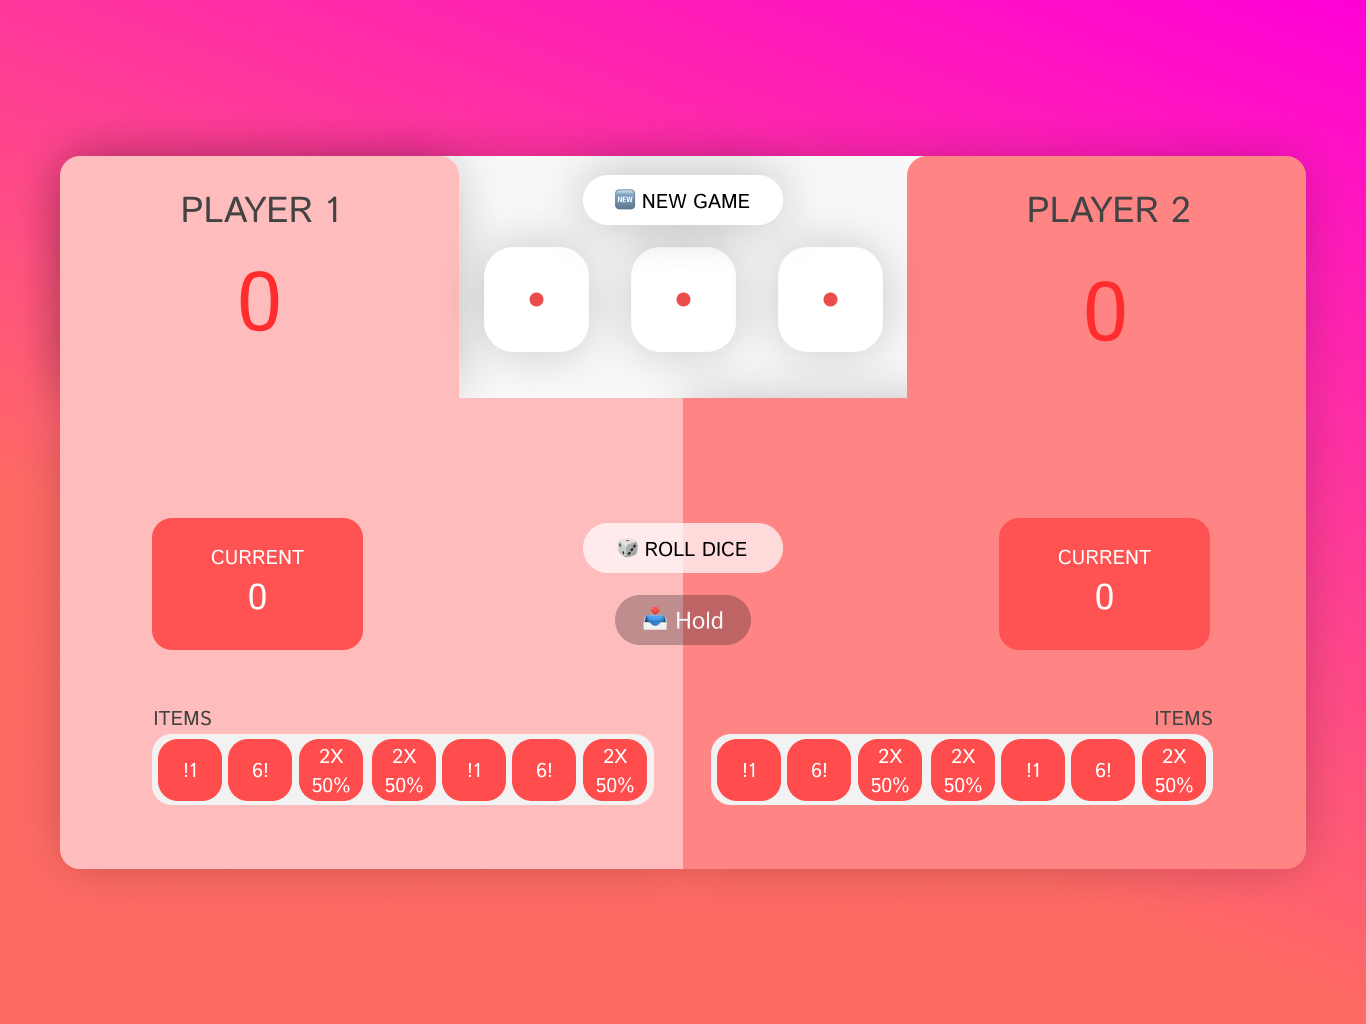 PLAYER 1
0
NEW
NEW GAME
PLAYER 2
0
CURRENT
0
ROLL DICE
Hold
CURRENT
0
ITEMS
!1 6! 2X 50% 2X 50% !1 6! 2X 50%
ITEMS
!1 6! 2X 50% 2X 50% !1 6! 2X 50%